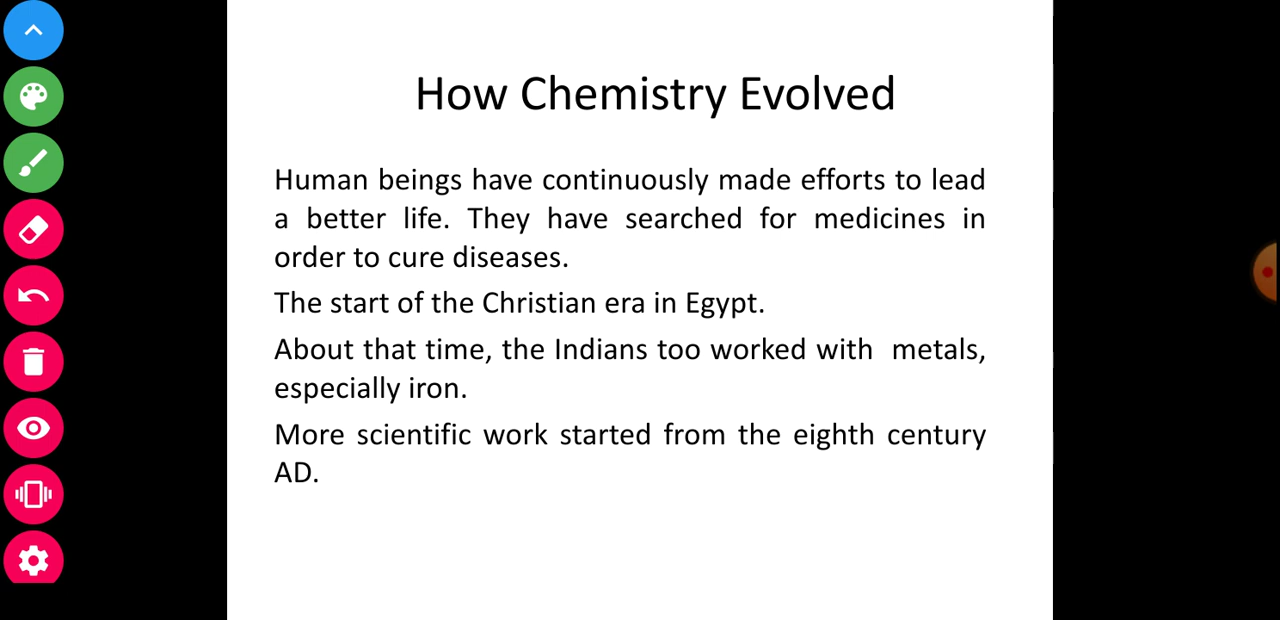 How Chemistry Evolved
Human beings have continuously made efforts to lead
a better life. They have searched for medicines in
order to cure diseases.
The start of the Christian era in Egypt.
About that time, the Indians too worked with  metals,
especially iron.
More scientific work started from the eighth century
AD.